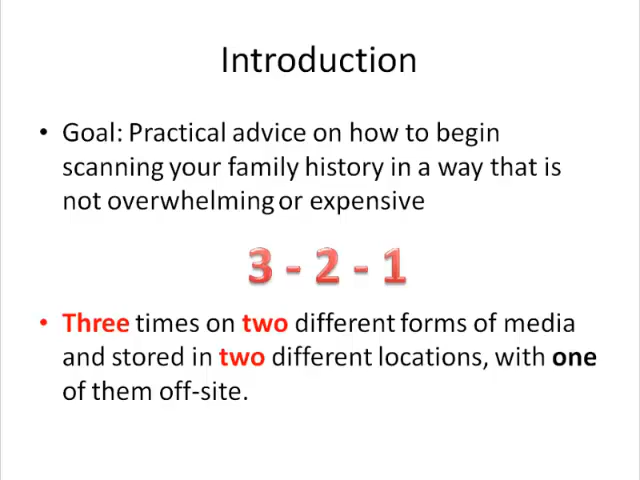 Introduction
• Goal: Practical advice on how to begin
scanning your family history in a way that is
not overwhelming or expensive
3 - 2 - 1
• Three times on two different forms of media
and stored in two different locations, with one
of them off-site.